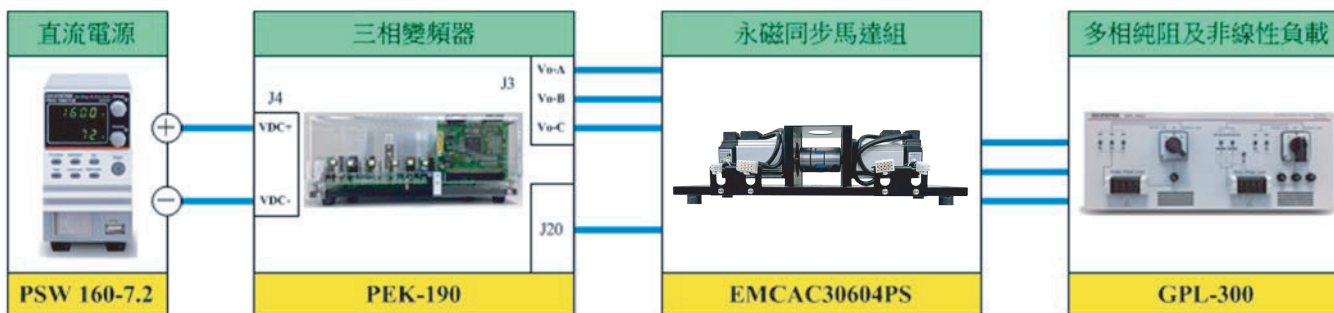 直流電源
三相變頻器
永磁同步馬達組
多相純阻及非線性負載
J4
J3
Vo-A
Vo-B
Vo-C
VDC+
VDC-
J20
+
−
PSW 160-7.2
PEK-190
EMCAC30604PS
GPL-300